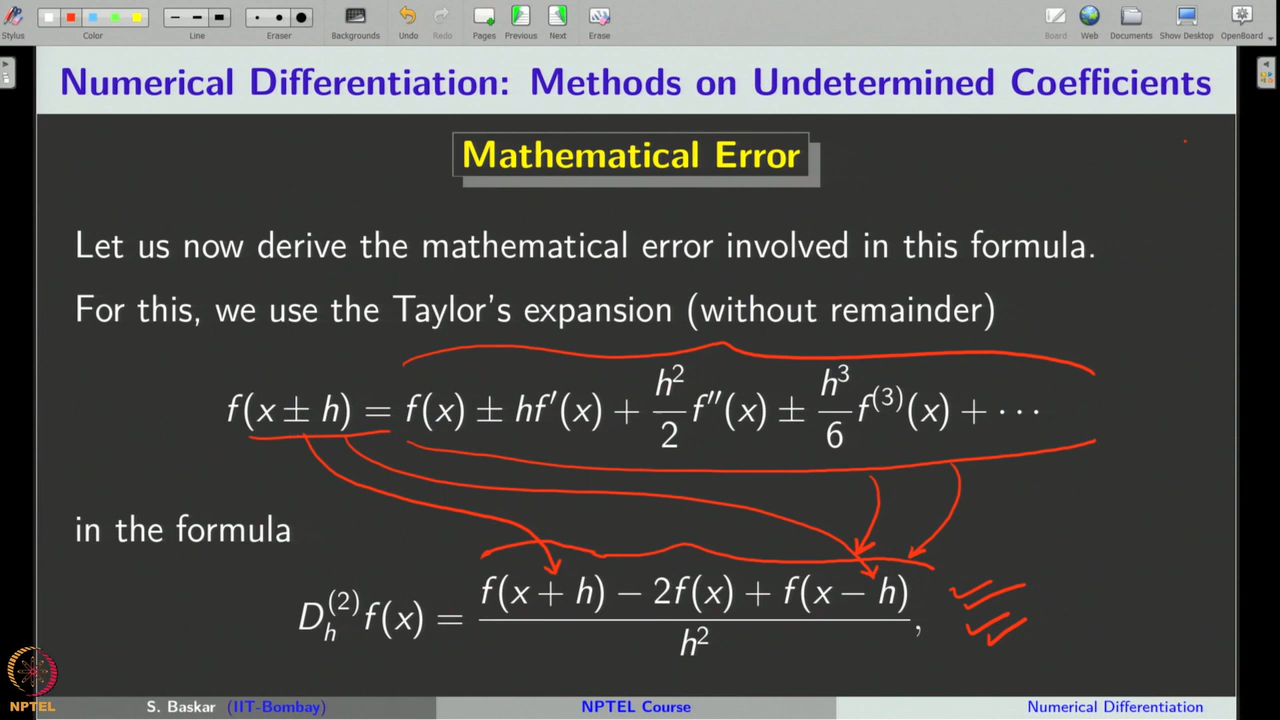 Stylus Color Line Eraser Backgrounds Undo Redo Pages Previous Next Erase Board Web Documents Show Desktop OpenBoard
Numerical Differentiation: Methods on Undetermined Coefficients
Mathematical Error
Let us now derive the mathematical error involved in this formula.
For this, we use the Taylor's expansion (without remainder)
f(x ± h) = f(x) ± hf′(x) + h²/2 f″(x) ± h³/6 f⁽³⁾(x) + ⋯
in the formula
D_h^(2) f(x) = (f(x + h) − 2f(x) + f(x − h))/h²,
NPTEL
S. Baskar (IIT-Bombay) NPTEL Course Numerical Differentiation